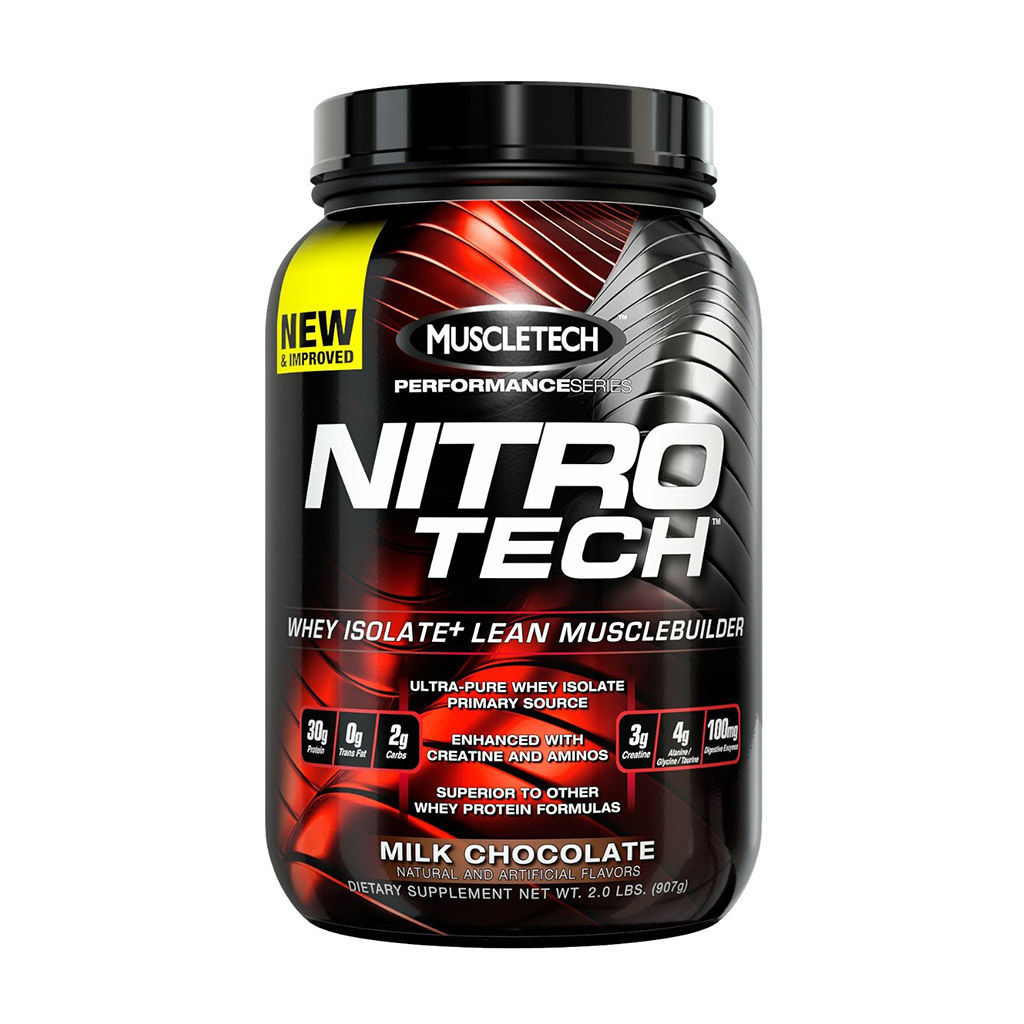 NEW
& IMPROVED
MUSCLETECH™
PERFORMANCESERIES
NITRO
TECH™
WHEY ISOLATE+ LEAN MUSCLEBUILDER
ULTRA-PURE WHEY ISOLATE
PRIMARY SOURCE
30g
Protein
0g
Trans Fat
2g
Carbs
ENHANCED WITH
CREATINE AND AMINOS
3g
Creatine
4g
Alanine/
Glycine/Taurine
100mg
Digestive Enzymes
SUPERIOR TO OTHER
WHEY PROTEIN FORMULAS
MILK CHOCOLATE
NATURAL AND ARTIFICIAL FLAVORS
DIETARY SUPPLEMENT NET WT. 2.0 LBS. (907g)